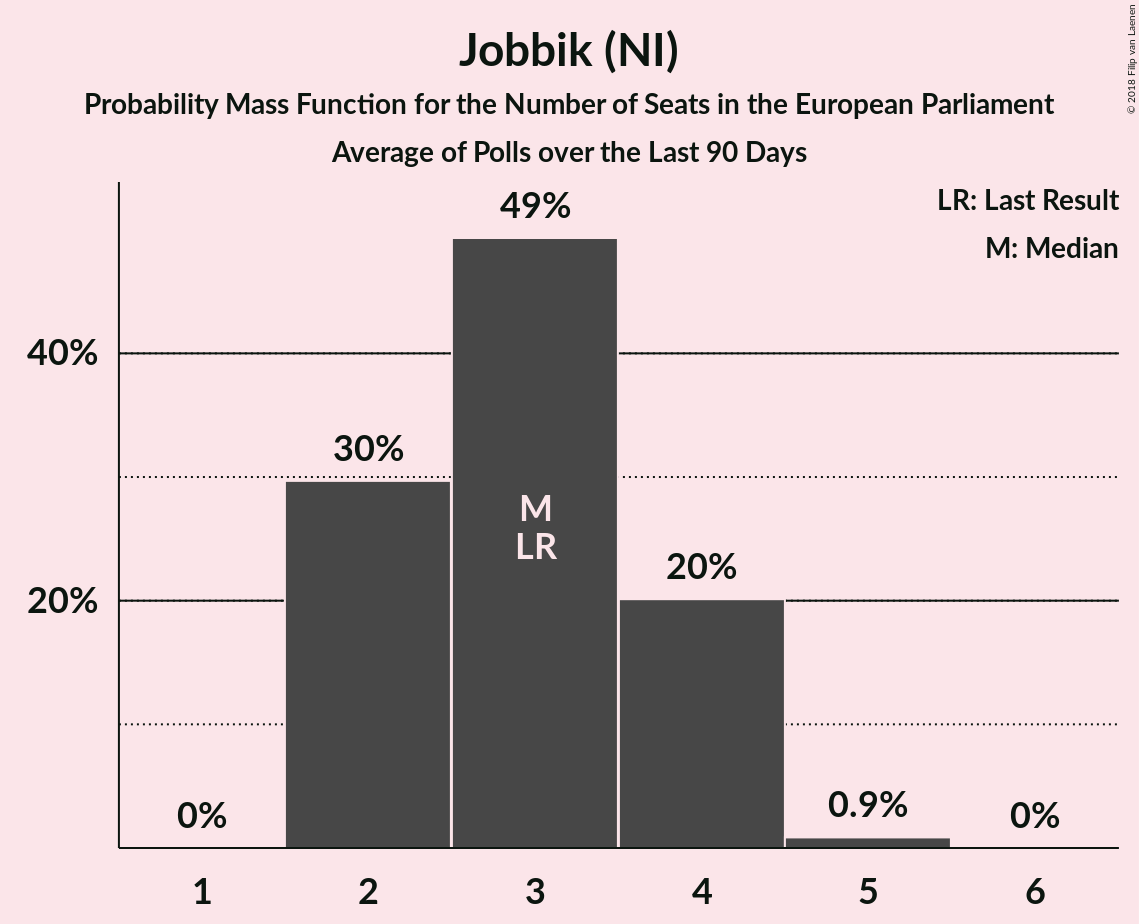 Jobbik (NI)
Probability Mass Function for the Number of Seats in the European Parliament
Average of Polls over the Last 90 Days
© 2018 Filip van Laenen
LR: Last Result
M: Median
49%
40%
30%
M
LR
20%
20%
0%
0.9%
0%
1
2
3
4
5
6